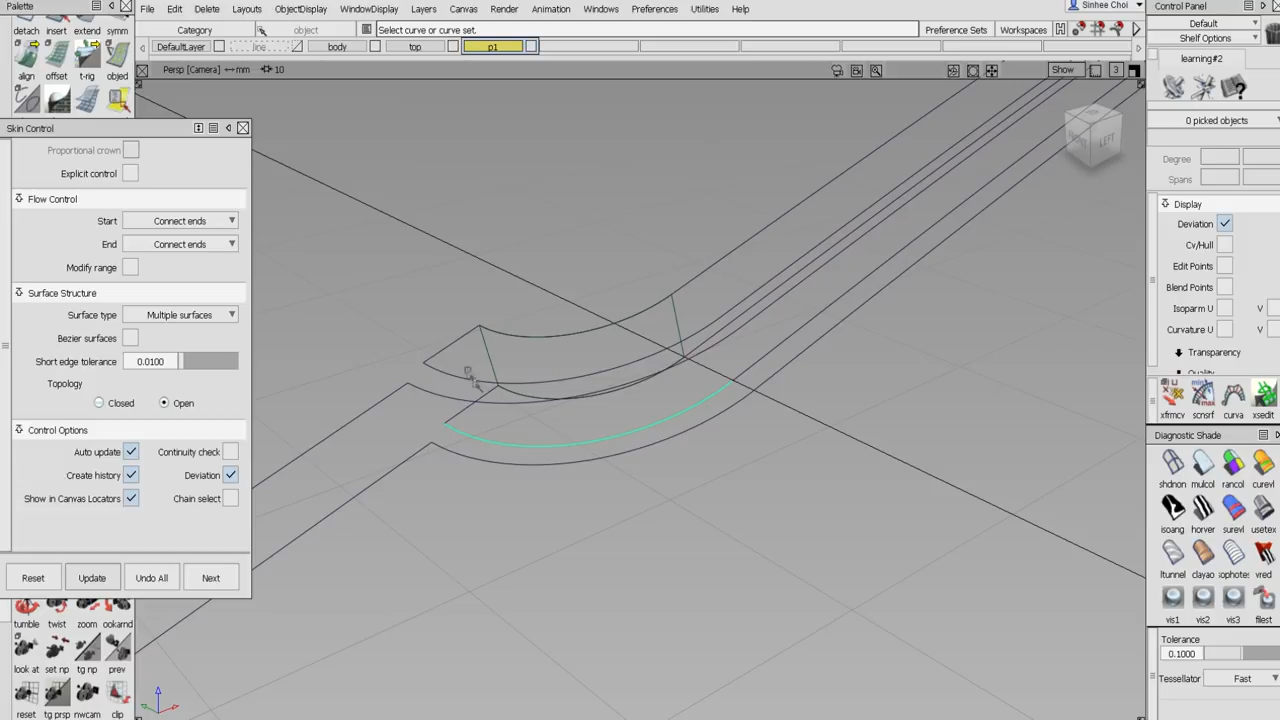 Palette
File Edit Delete Layouts ObjectDisplay WindowDisplay Layers Canvas Render Animation Windows Preferences Utilities
Sinhee Choi
Control Panel
Category object Select curve or curve set. Preference Sets Workspaces
Default
Shelf Options
DefaultLayer line body top p1
detach insert extend symm
learning#2
Persp [Camera] mm 10 Show 3
align offset t-rig objed
LEFT
0 picked objects
Skin Control
Proportional crown
Explicit control
Degree
Spans
Flow Control
Start Connect ends
End Connect ends
Modify range
Display
Deviation
Cv/Hull
Edit Points
Blend Points
Isoparm U V
Curvature U V
Transparency
Surface Structure
Surface type Multiple surfaces
Bezier surfaces
Short edge tolerance 0.0100
Topology
Closed Open
xfrmcv scnsrf curva xsedit
Control Options
Auto update Continuity check
Create history Deviation
Show in Canvas Locators Chain select
Diagnostic Shade
shdnon mulcol rancol curevl
isoang horver surevl usetex
ltunnel clayao sophotes vred
vis1 vis2 vis3 filest
Reset Update Undo All Next
tumble twist zoom lookarnd
look at set np tg np prev
reset tg prsp nwcam clip
Tolerance
0.1000
Tessellator Fast